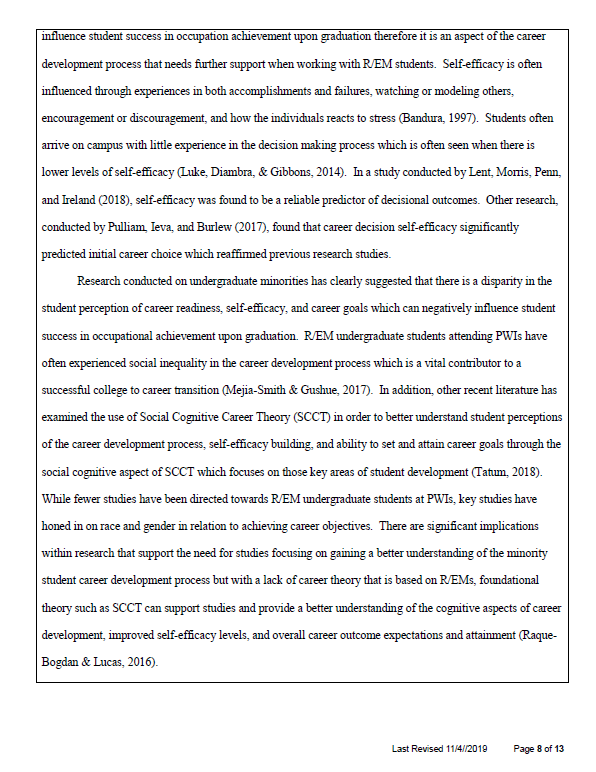 influence student success in occupation achievement upon graduation therefore it is an aspect of the career
development process that needs further support when working with R/EM students.  Self-efficacy is often
influenced through experiences in both accomplishments and failures, watching or modeling others,
encouragement or discouragement, and how the individuals reacts to stress (Bandura, 1997).  Students often
arrive on campus with little experience in the decision making process which is often seen when there is
lower levels of self-efficacy (Luke, Diambra, & Gibbons, 2014).  In a study conducted by Lent, Morris, Penn,
and Ireland (2018), self-efficacy was found to be a reliable predictor of decisional outcomes.  Other research,
conducted by Pulliam, Ieva, and Burlew (2017), found that career decision self-efficacy significantly
predicted initial career choice which reaffirmed previous research studies.
Research conducted on undergraduate minorities has clearly suggested that there is a disparity in the
student perception of career readiness, self-efficacy, and career goals which can negatively influence student
success in occupational achievement upon graduation.  R/EM undergraduate students attending PWIs have
often experienced social inequality in the career development process which is a vital contributor to a
successful college to career transition (Mejia-Smith & Gushue, 2017).  In addition, other recent literature has
examined the use of Social Cognitive Career Theory (SCCT) in order to better understand student perceptions
of the career development process, self-efficacy building, and ability to set and attain career goals through the
social cognitive aspect of SCCT which focuses on those key areas of student development (Tatum, 2018).
While fewer studies have been directed towards R/EM undergraduate students at PWIs, key studies have
honed in on race and gender in relation to achieving career objectives.  There are significant implications
within research that support the need for studies focusing on gaining a better understanding of the minority
student career development process but with a lack of career theory that is based on R/EMs, foundational
theory such as SCCT can support studies and provide a better understanding of the cognitive aspects of career
development, improved self-efficacy levels, and overall career outcome expectations and attainment (Raque-
Bogdan & Lucas, 2016).
Last Revised 11/4//2019 Page 8 of 13